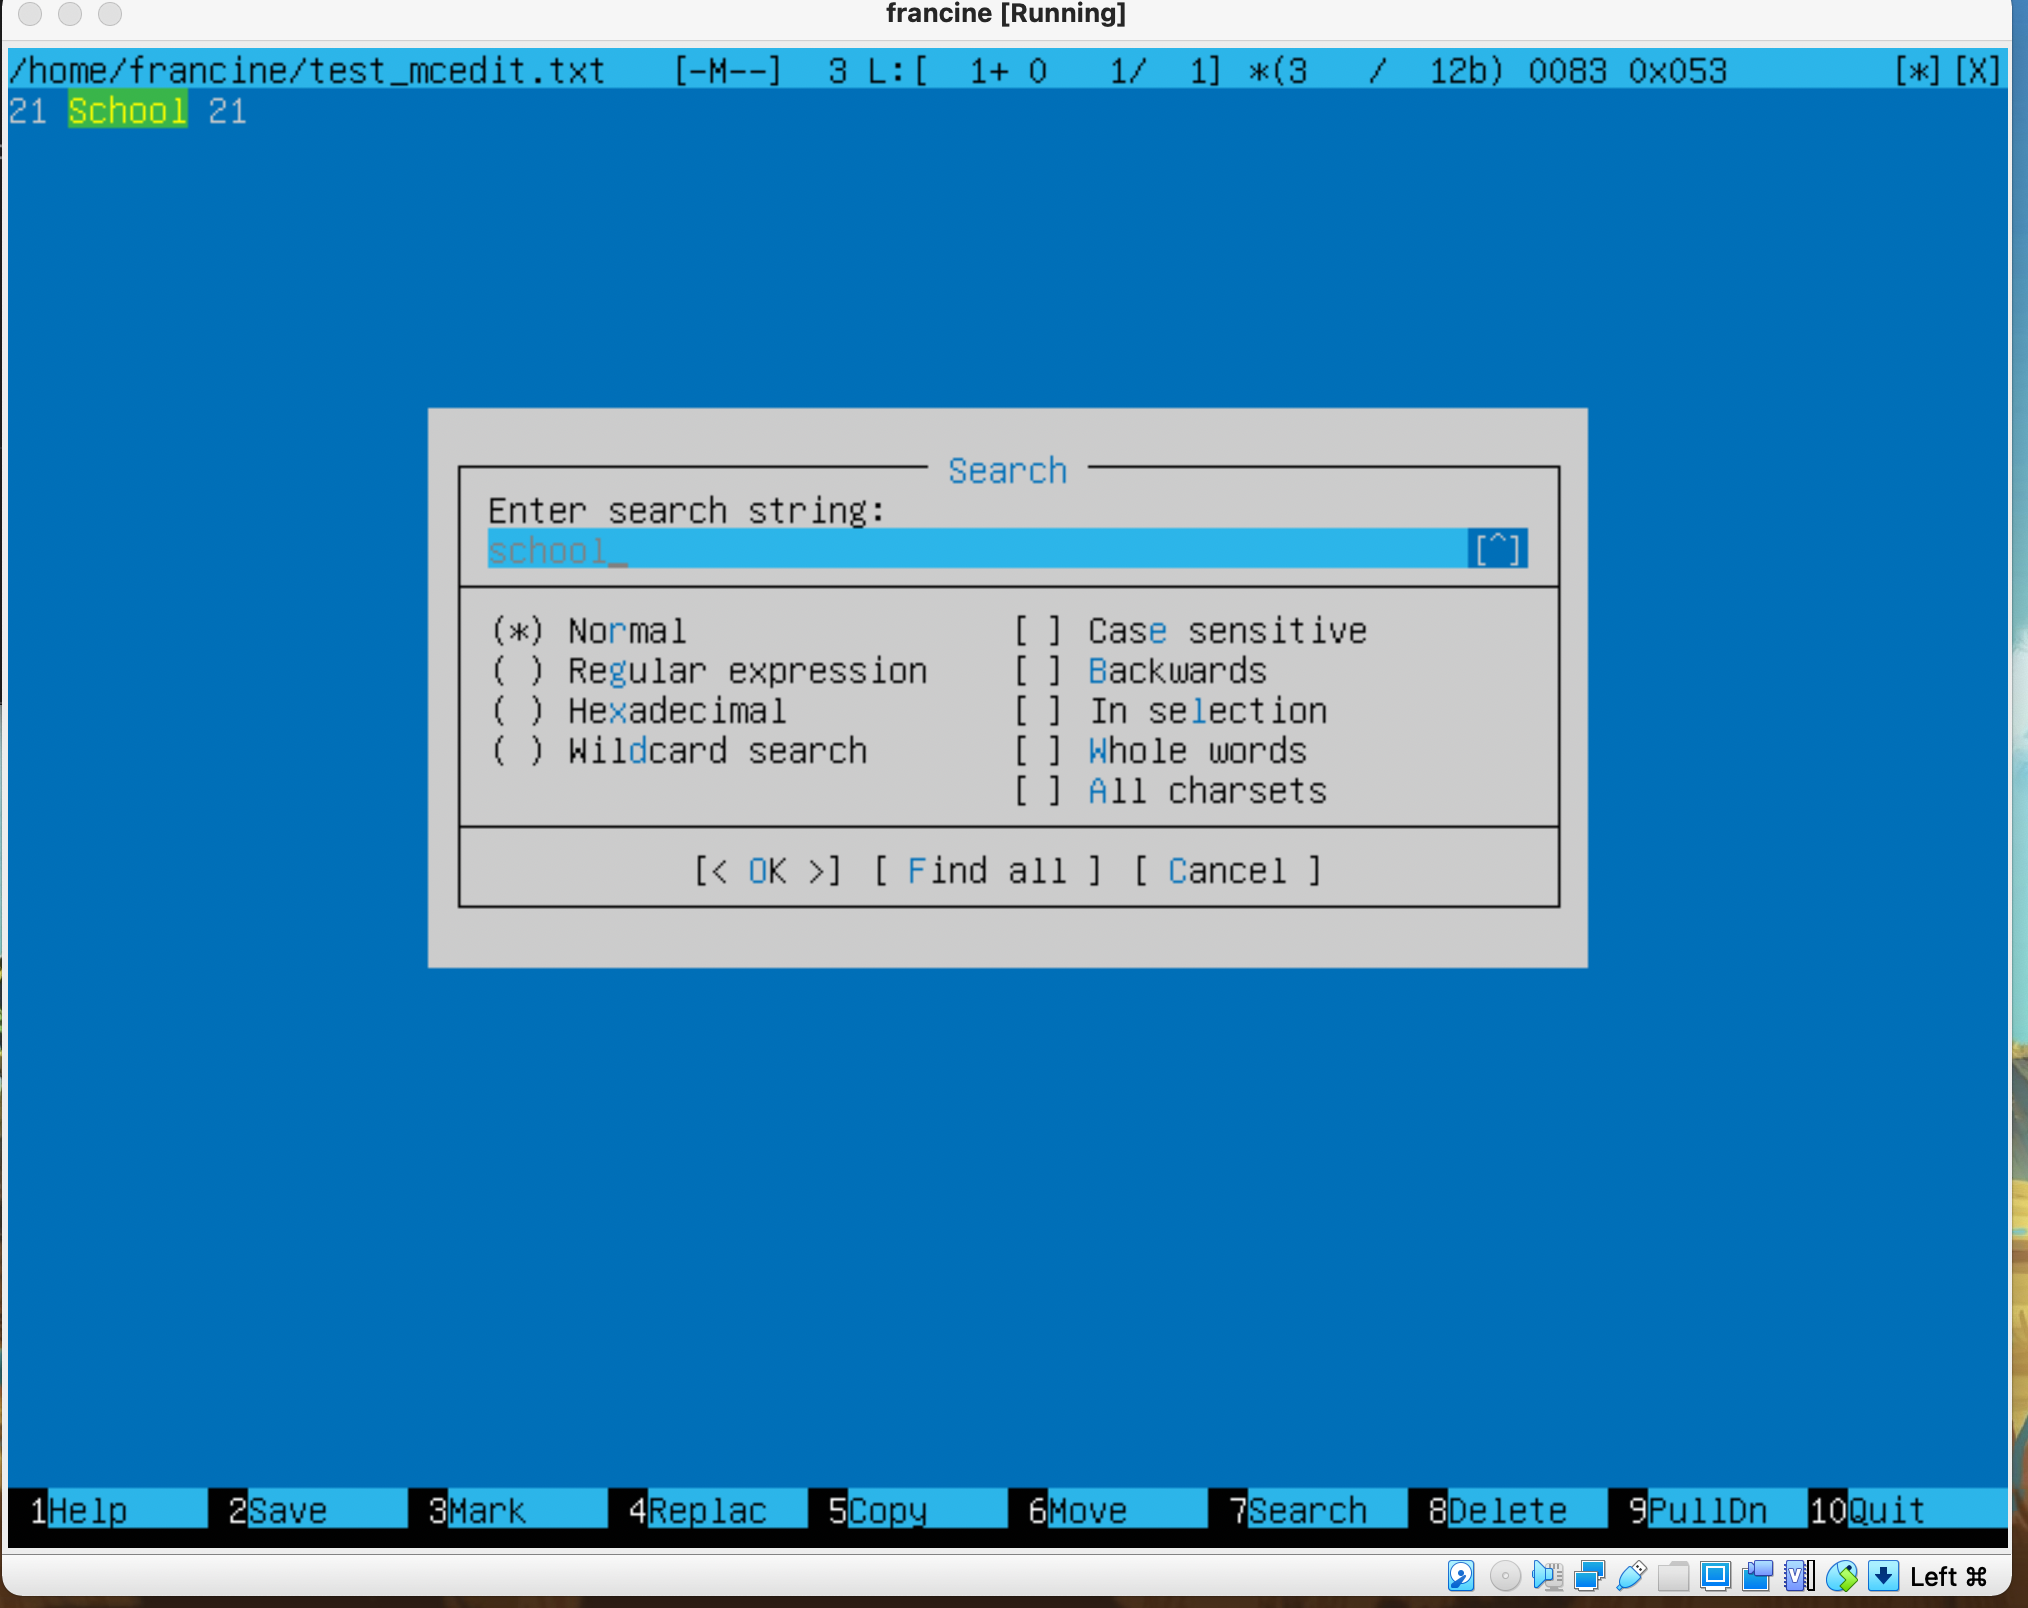 francine [Running]
/home/francine/test_mcedit.txt [-M--] 3 L:[ 1+ 0 1/ 1] *(3 / 12b) 0083 0x053 [*][X]
21 School 21
Search
Enter search string:
school_ [^]
(*) Normal [ ] Case sensitive
( ) Regular expression [ ] Backwards
( ) Hexadecimal [ ] In selection
( ) Wildcard search [ ] Whole words
[ ] All charsets
[< OK >] [ Find all ] [ Cancel ]
1Help 2Save 3Mark 4Replac 5Copy 6Move 7Search 8Delete 9PullDn 10Quit
Left ⌘